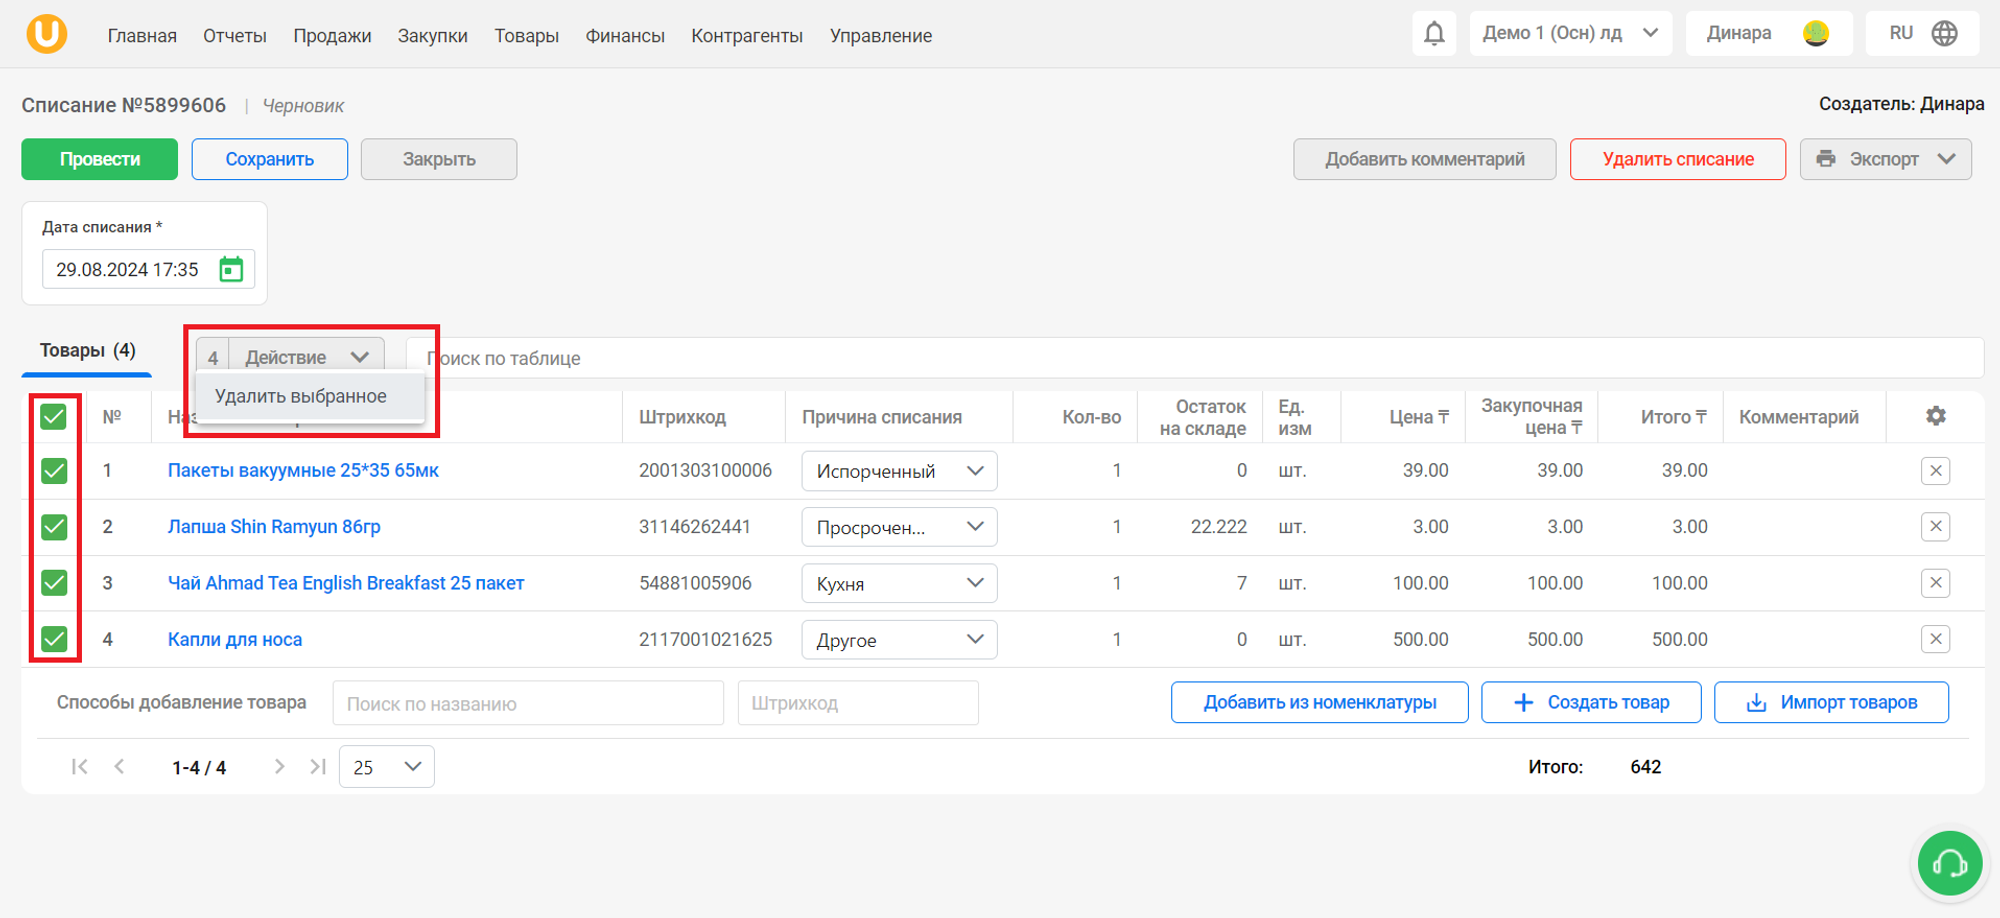 U Главная Отчеты Продажи Закупки Товары Финансы Контрагенты Управление Демо 1 (Осн) лд Динара RU
Списание №5899606 | Черновик Создатель: Динара
Провести Сохранить Закрыть Добавить комментарий Удалить списание Экспорт
Дата списания *
29.08.2024 17:35
Товары (4) 4 Действие Поиск по таблице
Удалить выбранное
№ Штрихкод Причина списания Кол-во Остаток на складе Ед. изм Цена ₸ Закупочная цена ₸ Итого ₸ Комментарий
1 Пакеты вакуумные 25*35 65мк 2001303100006 Испорченный 1 0 шт. 39.00 39.00 39.00
2 Лапша Shin Ramyun 86гр 31146262441 Просрочен... 1 22.222 шт. 3.00 3.00 3.00
3 Чай Ahmad Tea English Breakfast 25 пакет 54881005906 Кухня 1 7 шт. 100.00 100.00 100.00
4 Капли для носа 2117001021625 Другое 1 0 шт. 500.00 500.00 500.00
Способы добавление товара Поиск по названию Штрихкод Добавить из номенклатуры + Создать товар Импорт товаров
1-4 / 4 25 Итого: 642